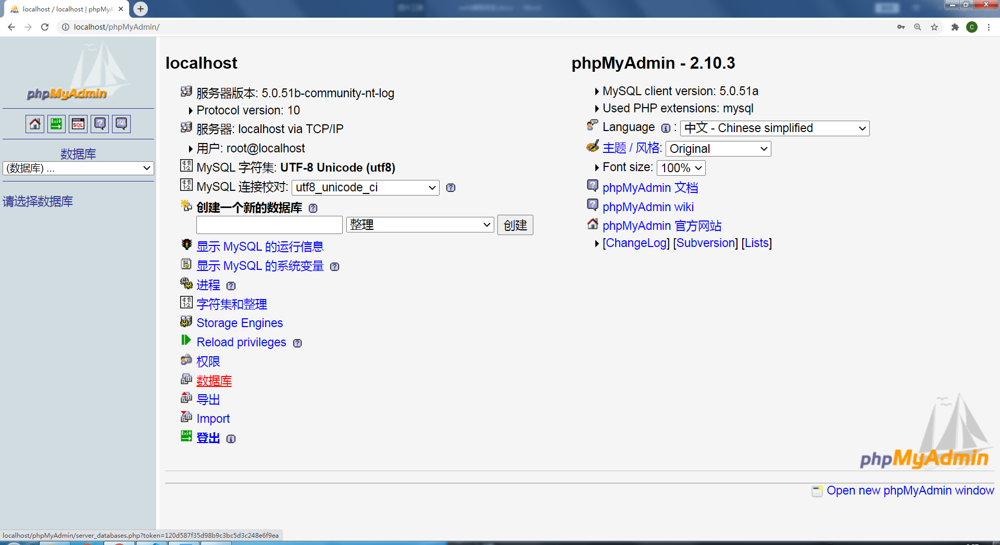 localhost / localhost | phpMyA
localhost/phpMyAdmin/
C
phpMyAdmin
Exit
SQL
?
SQL
数据库
(数据库) ...
请选择数据库
localhost
服务器版本: 5.0.51b-community-nt-log
Protocol version: 10
服务器: localhost via TCP/IP
用户: root@localhost
MySQL 字符集: UTF-8 Unicode (utf8)
MySQL 连接校对: utf8_unicode_ci
创建一个新的数据库
整理 创建
显示 MySQL 的运行信息
显示 MySQL 的系统变量
进程
字符集和整理
Storage Engines
Reload privileges
权限
数据库
导出
Import
登出
phpMyAdmin - 2.10.3
MySQL client version: 5.0.51a
Used PHP extensions: mysql
Language : 中文 - Chinese simplified
主题 / 风格: Original
Font size: 100%
phpMyAdmin 文档
phpMyAdmin wiki
phpMyAdmin 官方网站
[ChangeLog] [Subversion] [Lists]
phpMyAdmin
Open new phpMyAdmin window
localhost/phpMyAdmin/server_databases.php?token=120d587f35d98b9c3bc5d3c248e6f9ea